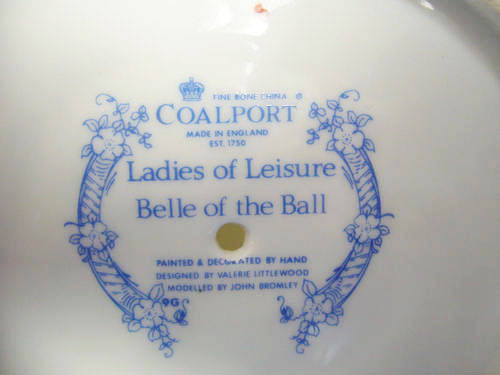 FINE BONE CHINA ®
COALPORT
MADE IN ENGLAND
EST. 1750
Ladies of Leisure
Belle of the Ball
PAINTED & DECORATED BY HAND
DESIGNED BY VALERIE LITTLEWOOD
MODELLED BY JOHN BROMLEY
9G